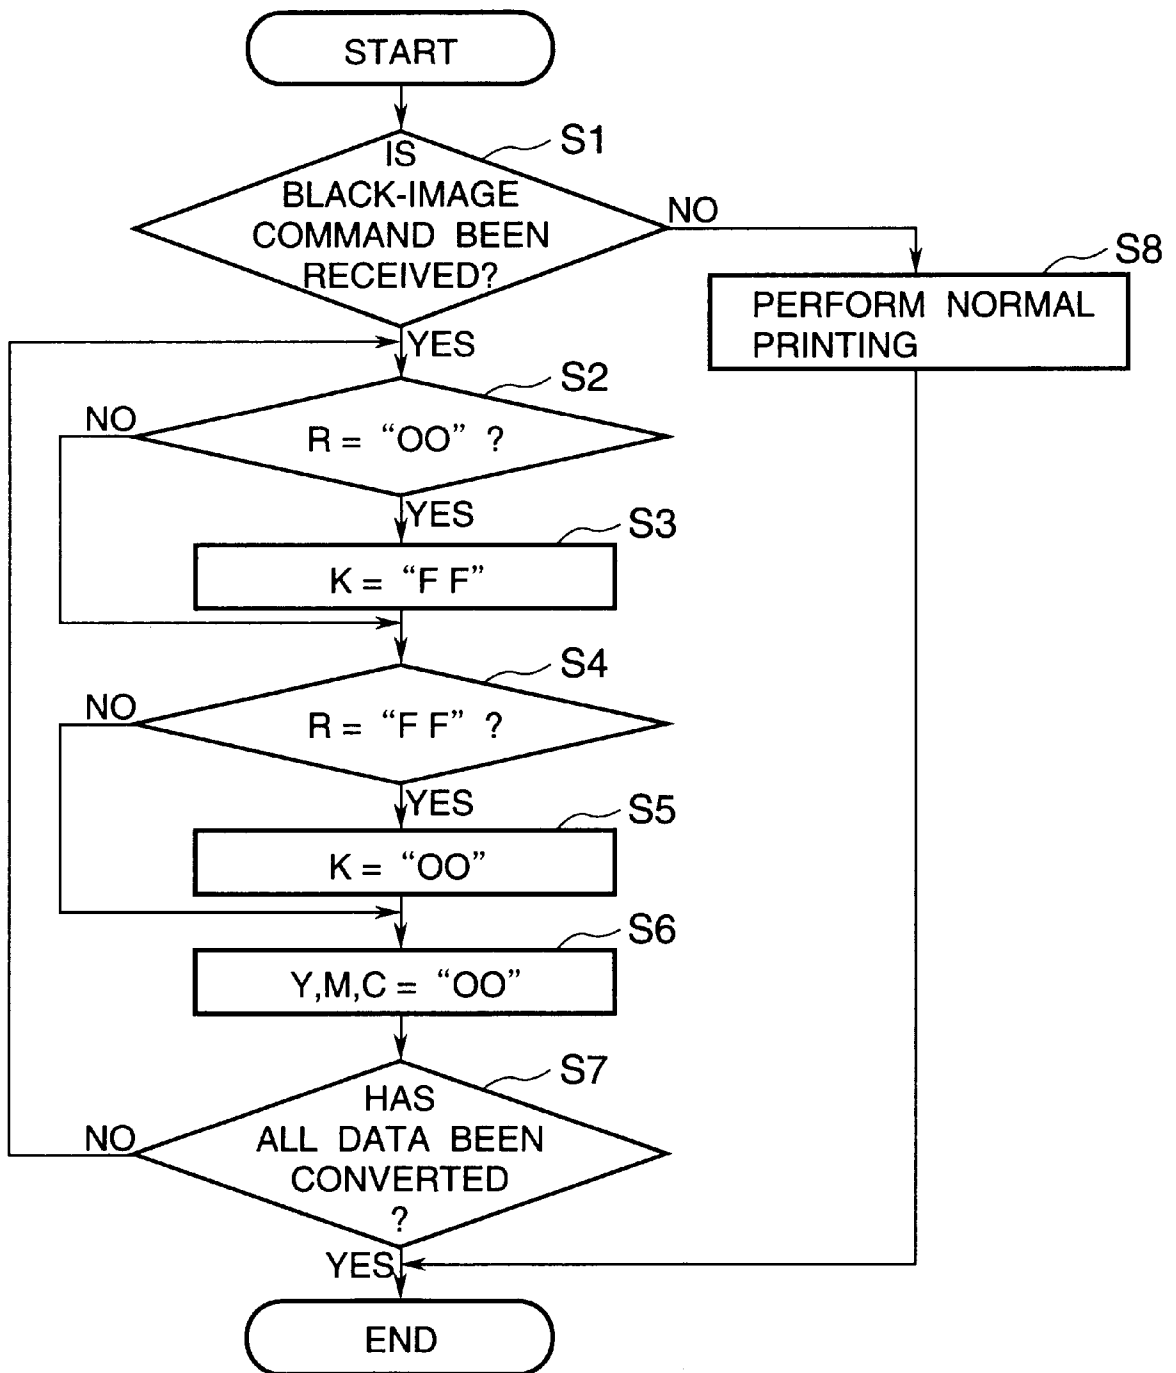 START
S1
IS
BLACK-IMAGE
COMMAND BEEN
RECEIVED?
NO
S8
PERFORM NORMAL
PRINTING
YES
S2
NO
R = “OO” ?
YES
S3
K = “F F”
S4
NO
R = “F F” ?
YES
S5
K = “OO”
S6
Y,M,C = “OO”
S7
HAS
ALL DATA BEEN
CONVERTED
?
NO
YES
END